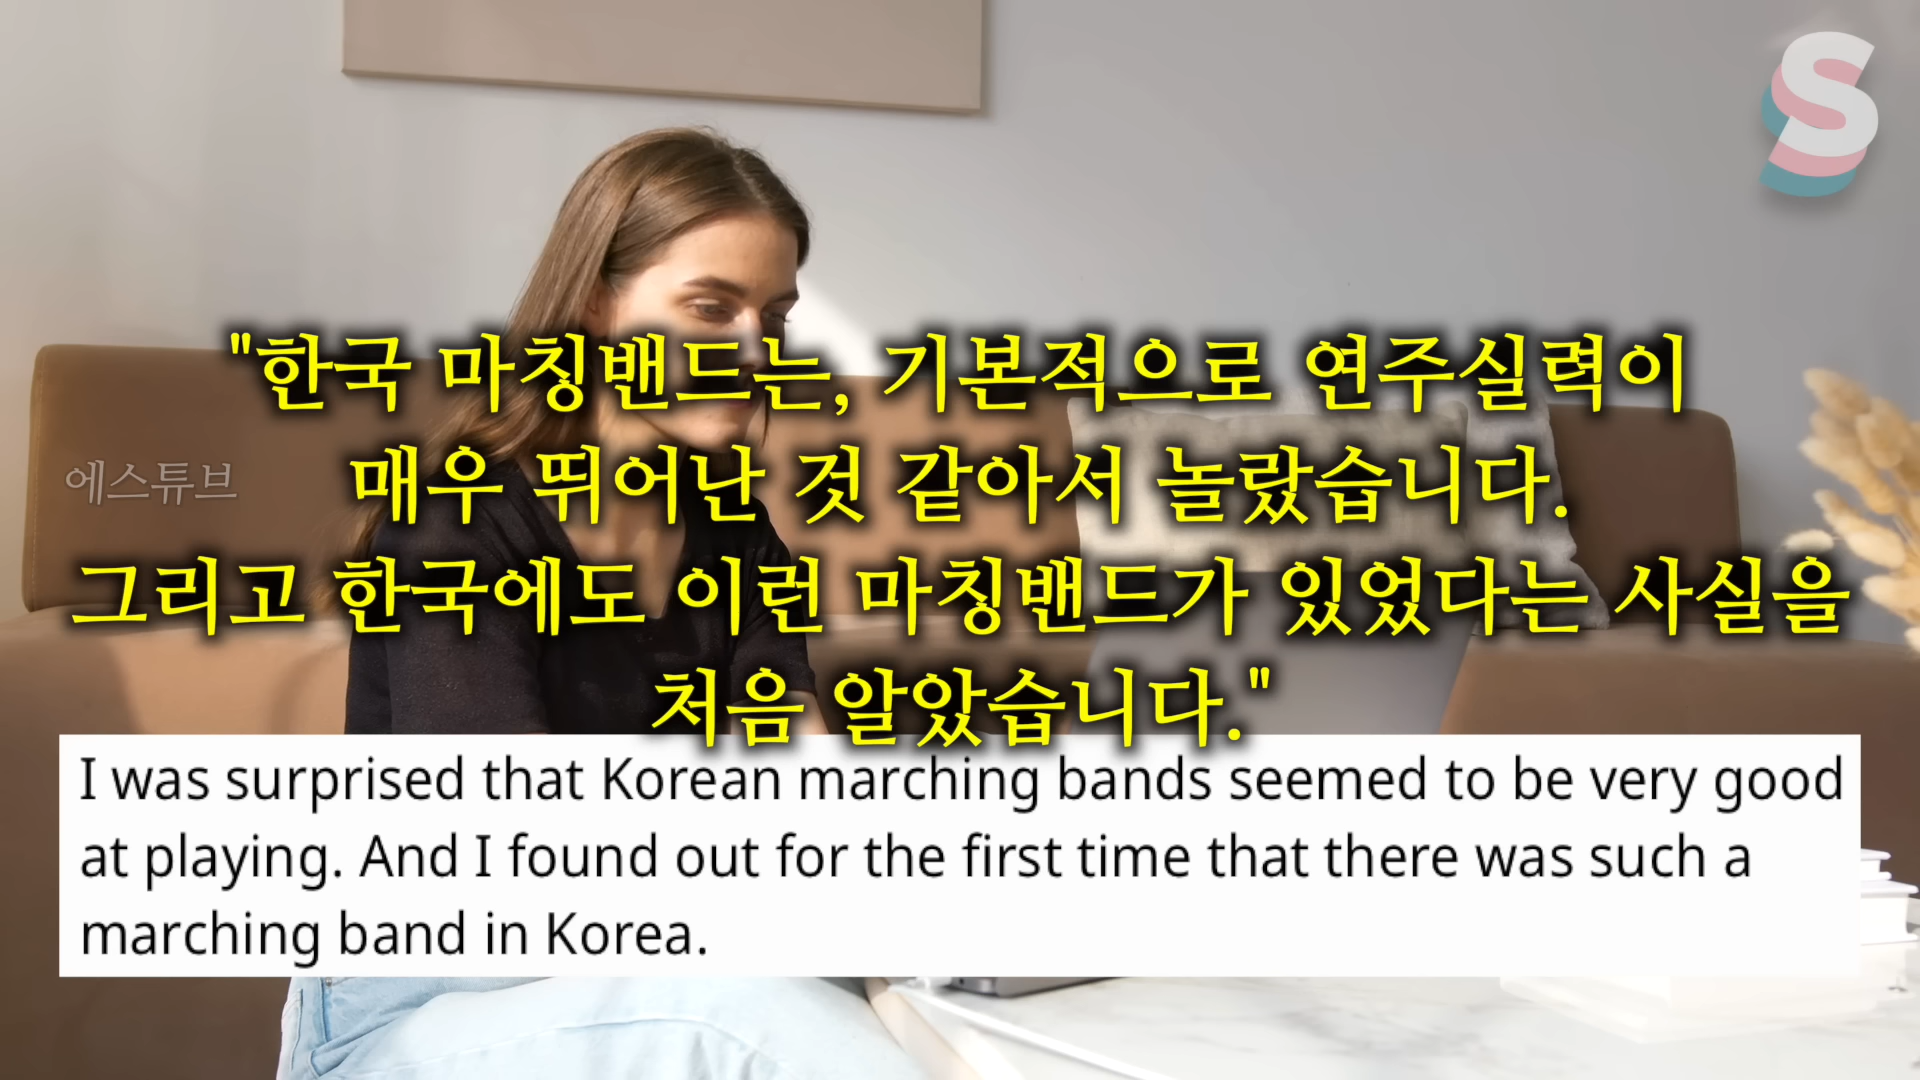 S
"한국 마칭밴드는, 기본적으로 연주실력이
매우 뛰어난 것 같아서 놀랐습니다.
에스튜브
그리고 한국에도 이런 마칭밴드가 있었다는 사실을
처음 알았습니다."
I was surprised that Korean marching bands seemed to be very good
at playing. And I found out for the first time that there was such a
marching band in Korea.